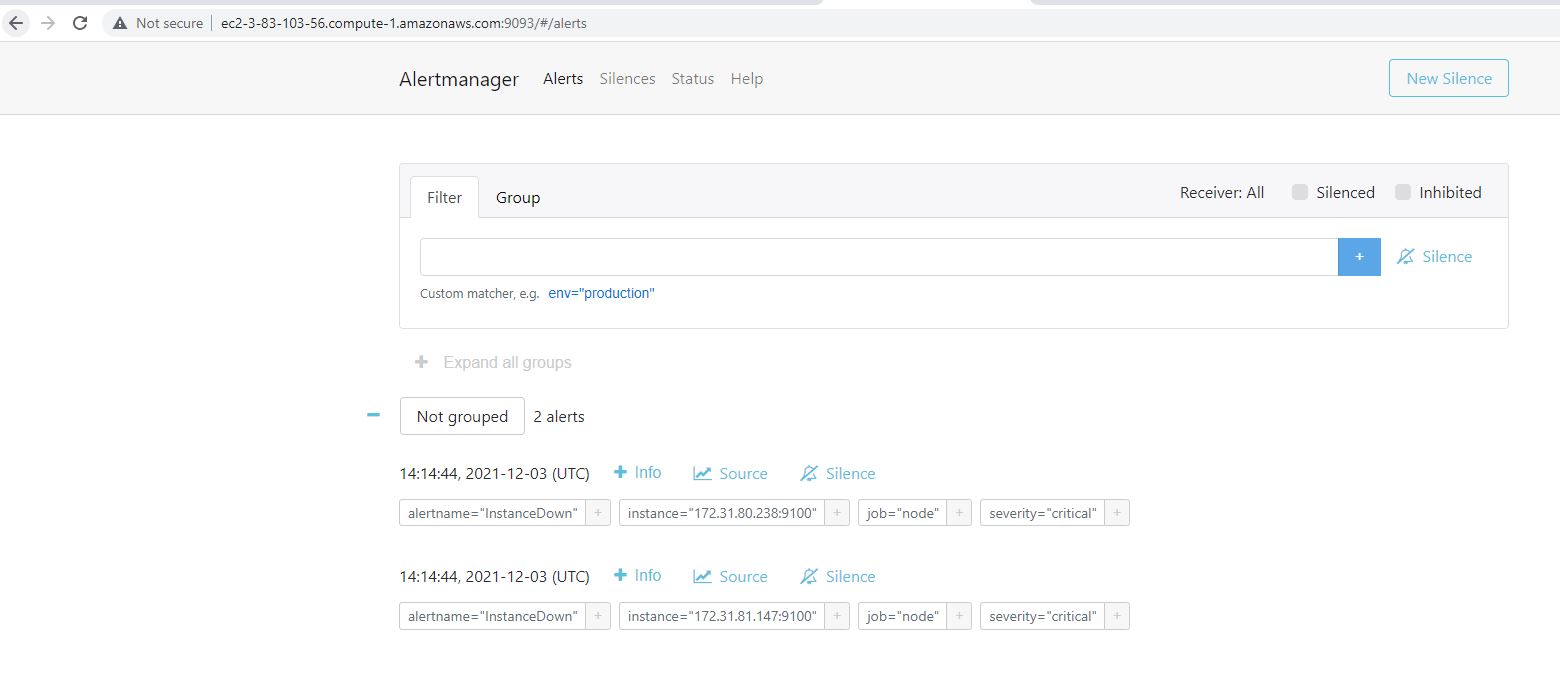 Not secure ec2-3-83-103-56.compute-1.amazonaws.com:9093/#/alerts
Alertmanager Alerts Silences Status Help New Silence
Filter Group Receiver: All Silenced Inhibited
+ Silence
Custom matcher, e.g. env="production"
+ Expand all groups
Not grouped 2 alerts
14:14:44, 2021-12-03 (UTC) + Info Source Silence
alertname="InstanceDown" + instance="172.31.80.238:9100" + job="node" + severity="critical" +
14:14:44, 2021-12-03 (UTC) + Info Source Silence
alertname="InstanceDown" + instance="172.31.81.147:9100" + job="node" + severity="critical" +